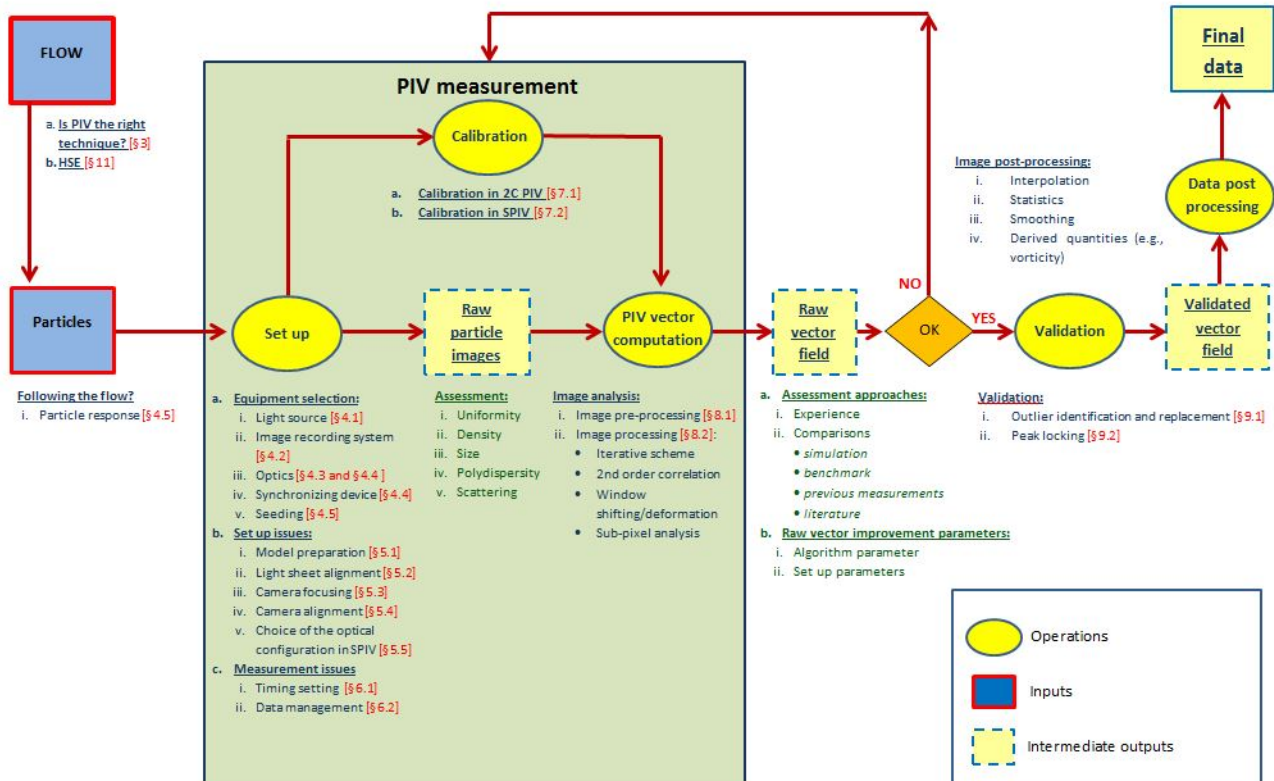 FLOW
a. Is PIV the right
technique? [§3]
b. HSE [§11]
Particles
Following the flow?
i. Particle response [§4.5]
PIV measurement
Calibration
a. Calibration in 2C PIV [§7.1]
b. Calibration in SPIV [§7.2]
Set up
Raw
particle
images
PIV vector
computation
a. Equipment selection:
i. Light source [§4.1]
ii. Image recording system
[§4.2]
iii. Optics [§4.3 and §4.4 ]
iv. Synchronizing device [§4.4]
v. Seeding [§4.5]
b. Set up issues:
i. Model preparation [§5.1]
ii. Light sheet alignment [§5.2]
iii. Camera focusing [§5.3]
iv. Camera alignment [§5.4]
v. Choice of the optical
configuration in SPIV [§5.5]
c. Measurement issues
i. Timing setting [§6.1]
ii. Data management [§6.2]
Assessment:
i. Uniformity
ii. Density
iii. Size
iv. Polydispersity
v. Scattering
Image analysis:
i. Image pre-processing [§8.1]
ii. Image processing [§8.2]:
• Iterative scheme
• 2nd order correlation
• Window
shifting/deformation
• Sub-pixel analysis
Raw
vector
field
NO
OK
YES
Validation
Validated
vector
field
a. Assessment approaches:
i. Experience
ii. Comparisons
• simulation
• benchmark
• previous measurements
• literature
b. Raw vector improvement parameters:
i. Algorithm parameter
ii. Set up parameters
Validation:
i. Outlier identification and replacement [§9.1]
ii. Peak locking [§9.2]
Image post-processing:
i. Interpolation
ii. Statistics
iii. Smoothing
iv. Derived quantities (e.g.,
vorticity)
Data post
processing
Final
data
Operations
Inputs
Intermediate outputs